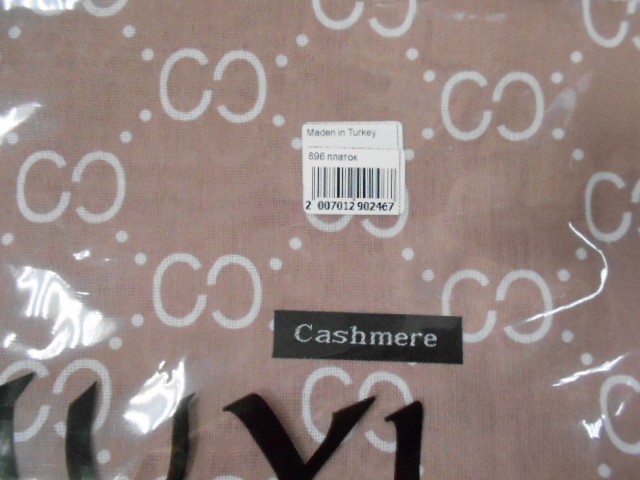 Maden in Turkey
896 платок
2 007012 902467
Cashmere